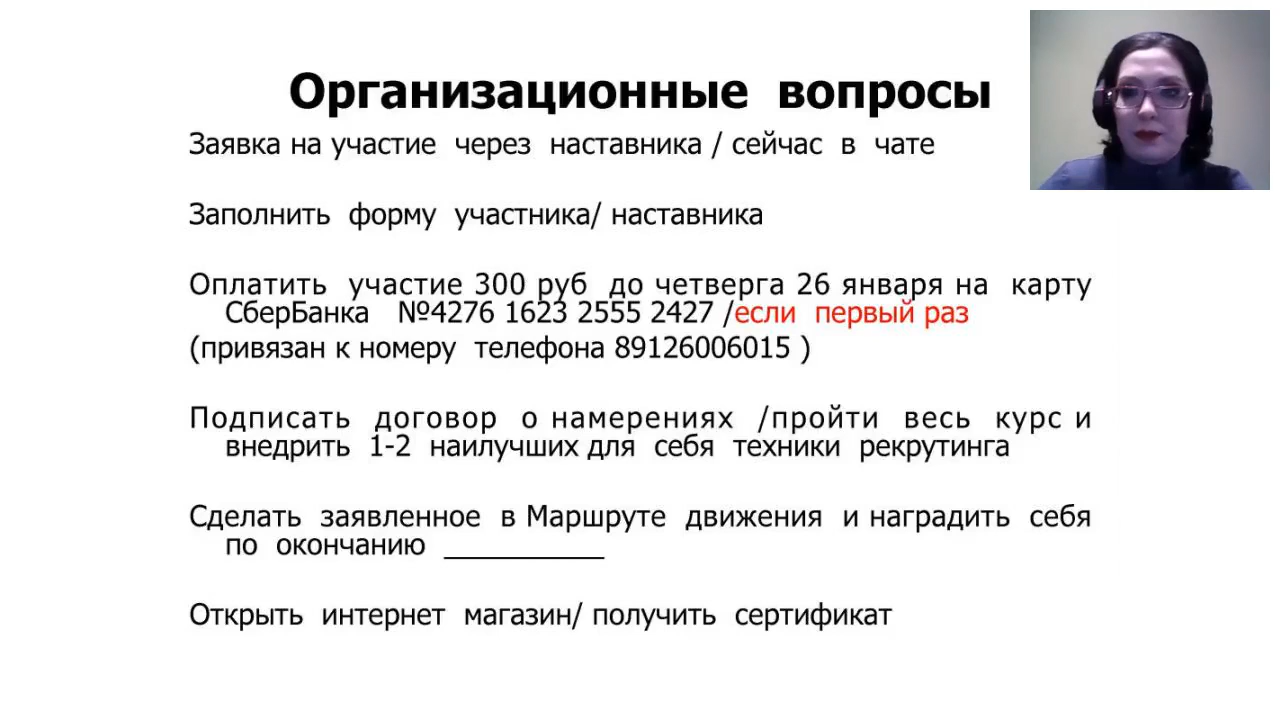 Организационные вопросы
Заявка на участие через наставника / сейчас в чате
Заполнить форму участника/ наставника
Оплатить участие 300 руб до четверга 26 января на карту
СберБанка №4276 1623 2555 2427 /если первый раз
(привязан к номеру телефона 89126006015 )
Подписать договор о намерениях /пройти весь курс и
внедрить 1-2 наилучших для себя техники рекрутинга
Сделать заявленное в Маршруте движения и наградить себя
по окончанию __________
Открыть интернет магазин/ получить сертификат